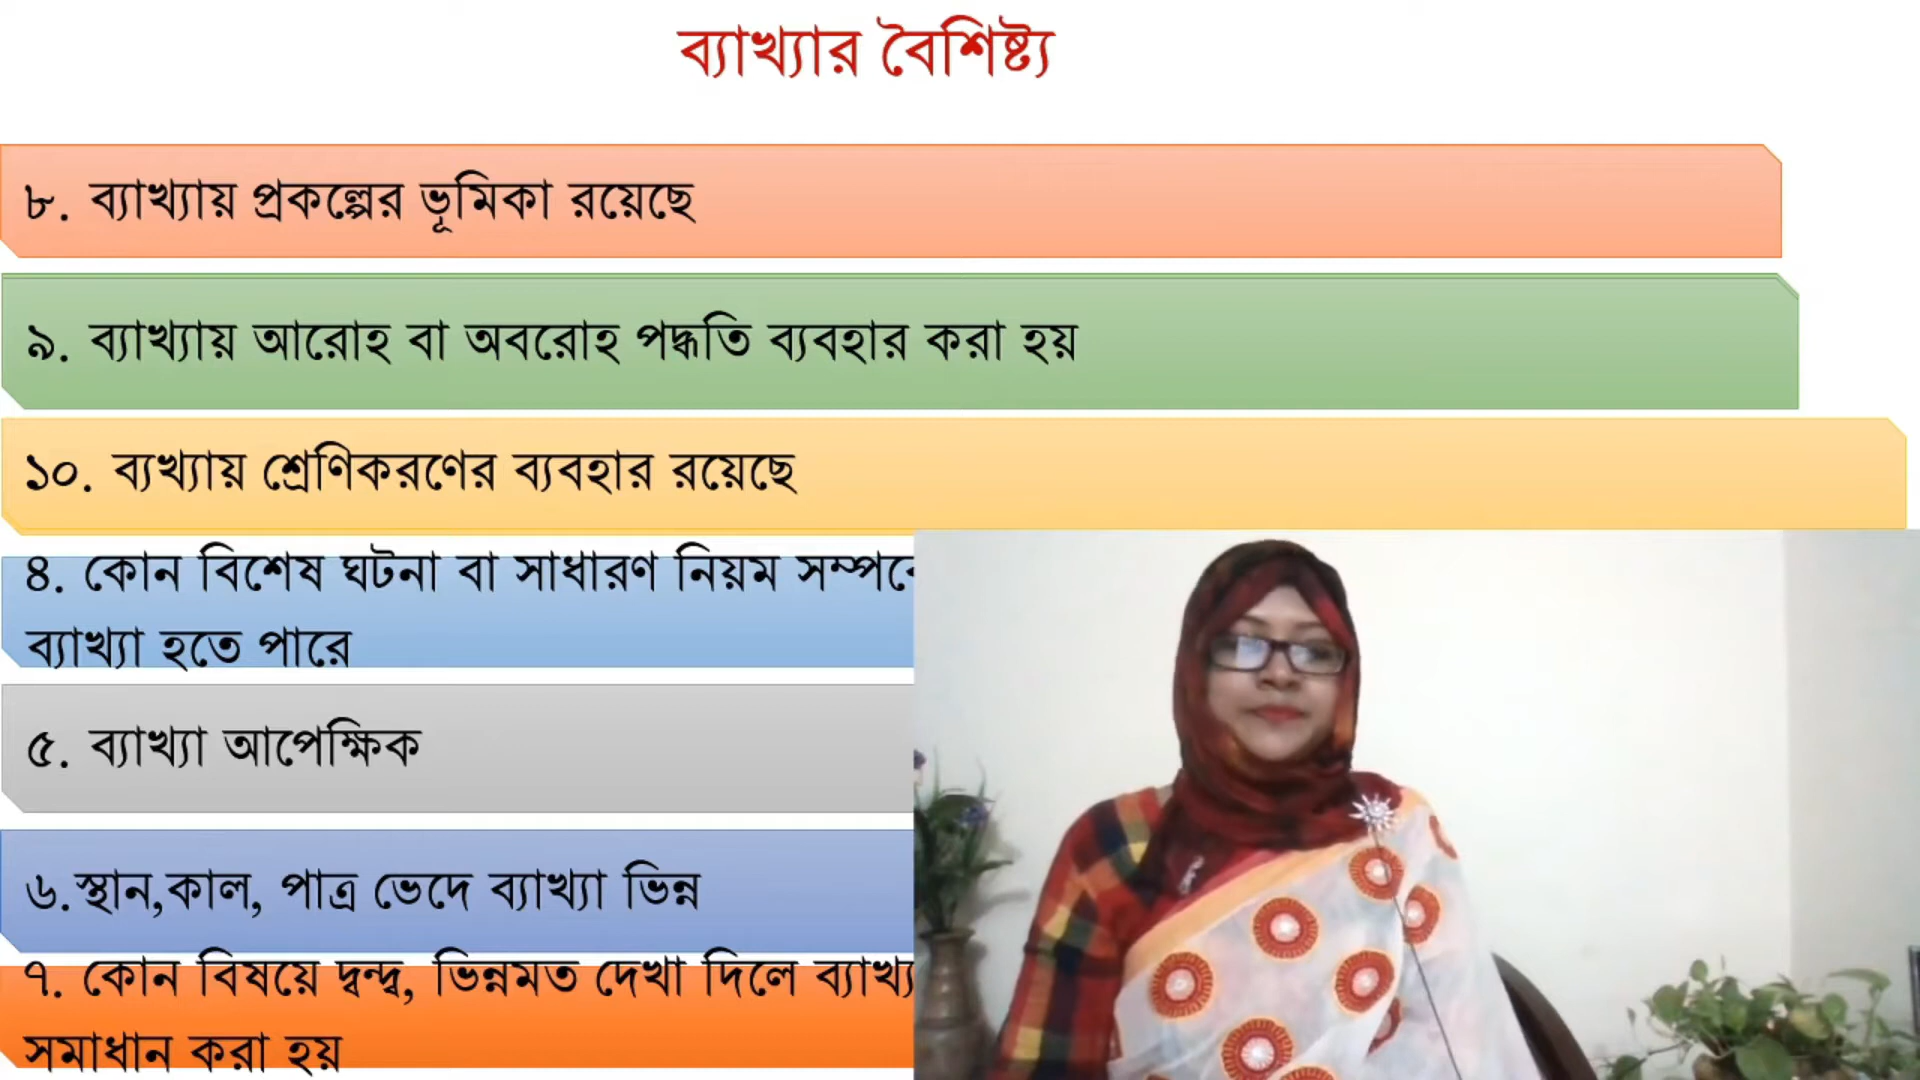 ব্যাখ্যার বৈশিষ্ট্য
৮. ব্যাখ্যায় প্রকল্পের ভূমিকা রয়েছে
৯. ব্যাখ্যায় আরোহ বা অবরোহ পদ্ধতি ব্যবহার করা হয়
১০. ব্যখ্যায় শ্রেণিকরণের ব্যবহার রয়েছে
৪. কোন বিশেষ ঘটনা বা সাধারণ নিয়ম
ব্যাখ্যা হতে পারে
৫. ব্যাখ্যা আপেক্ষিক
৬.স্থান,কাল, পাত্র ভেদে ব্যাখ্যা ভিন্ন
৭. কোন বিষয়ে দ্বন্দ্ব, ভিন্নমত দেখা দিলে
সমাধান করা হয়